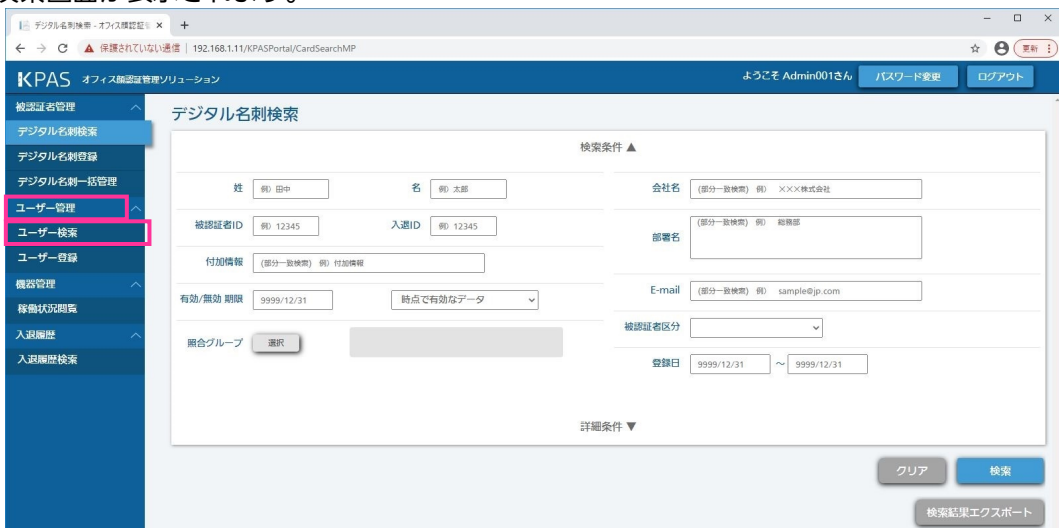 検索画面が表示されます。
デジタル名刺検索 - オフィス顔認証 × +
保護されていない通信 | 192.168.1.11/KPASPortal/CardSearchMP 更新
KPAS オフィス顔認証管理ソリューション ようこそ Admin001さん パスワード変更 ログアウト
被認証者管理
デジタル名刺検索
デジタル名刺登録
デジタル名刺一括管理
ユーザー管理
ユーザー検索
ユーザー登録
機器管理
稼働状況閲覧
入退履歴
入退履歴検索
デジタル名刺検索
検索条件 ▲
姓 例) 田中 名 例) 太郎 会社名 (部分一致検索) 例) ×××株式会社
被認証者ID 例) 12345 入退ID 例) 12345 部署名 (部分一致検索) 例) 総務部
付加情報 (部分一致検索) 例) 付加情報
有効/無効 期限 9999/12/31 時点で有効なデータ E-mail (部分一致検索) 例) sample@jp.com
照合グループ 選択 被認証者区分
登録日 9999/12/31 ～ 9999/12/31
詳細条件 ▼
クリア 検索
検索結果エクスポート